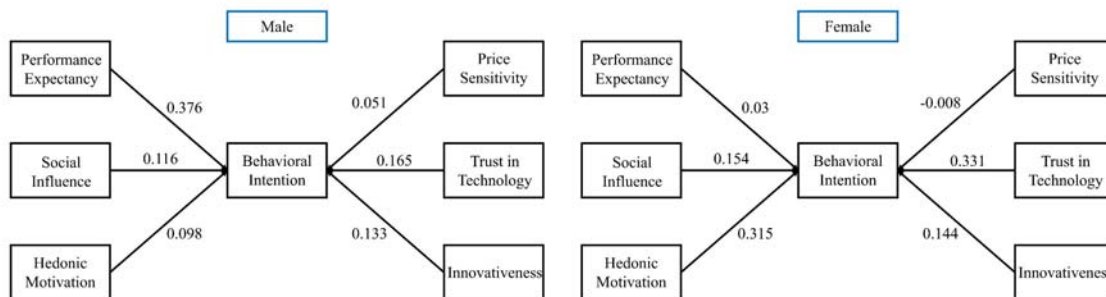 Male
Performance
Expectancy
Price
Sensitivity
0.376
0.051
Social
Influence
0.116
Behavioral
Intention
0.165
Trust in
Technology
0.098
0.133
Hedonic
Motivation
Innovativeness
Female
Performance
Expectancy
Price
Sensitivity
0.03
-0.008
Social
Influence
0.154
Behavioral
Intention
0.331
Trust in
Technology
0.315
0.144
Hedonic
Motivation
Innovativeness